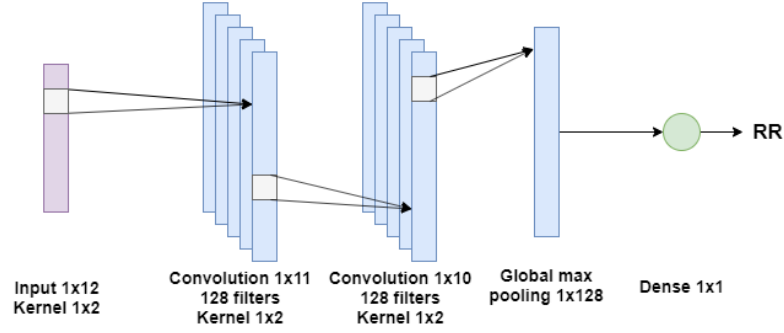 RR
Input 1x12
Kernel 1x2
Convolution 1x11
128 filters
Kernel 1x2
Convolution 1x10
128 filters
Kernel 1x2
Global max
pooling 1x128
Dense 1x1